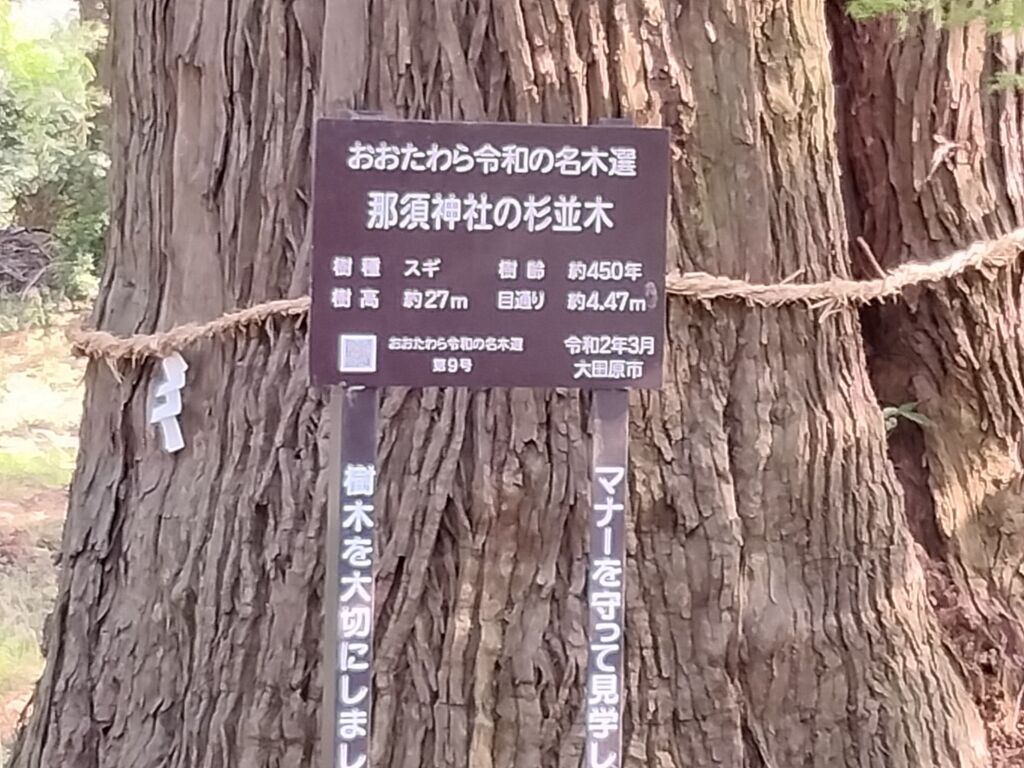 おおたわら令和の名木選
那須神社の杉並木
樹種 スギ 樹齢 約450年
樹高 約27m 目通り 約4.47m
おおたわら令和の名木選 令和2年3月
第9号 大田原市
樹木を大切にしまし
マナーを守って見学し